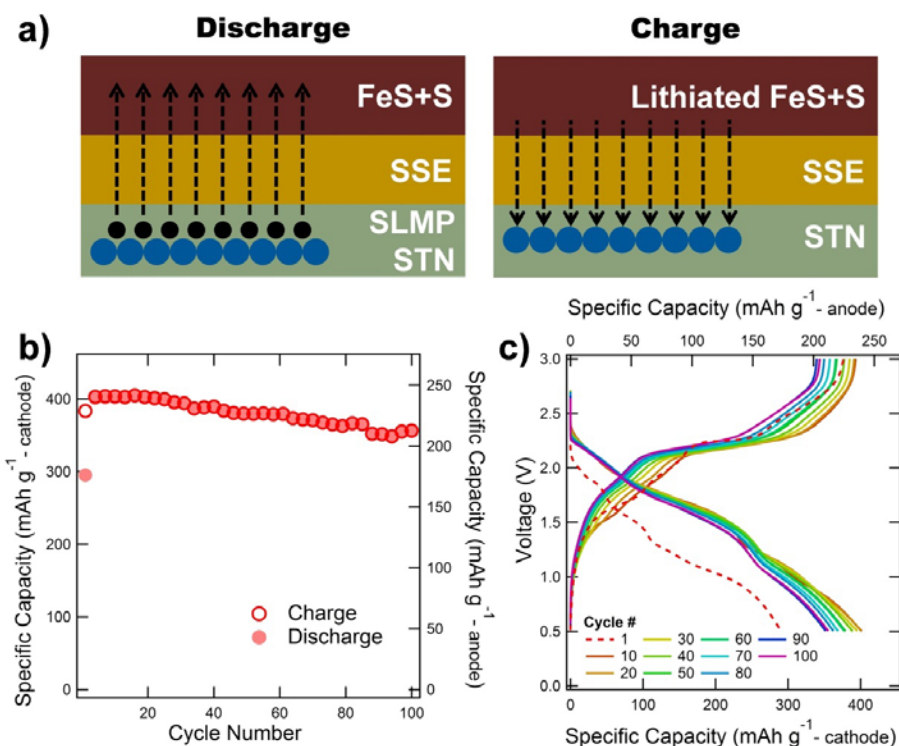 a)
Discharge
Charge
FeS+S
SSE
SLMP
STN
Lithiated FeS+S
SSE
STN
b)
Specific Capacity (mAh g⁻¹- cathode)
400
300
200
100
0
250
200
150
100
50
0
Specific Capacity (mAh g⁻¹ - anode)
Charge
Discharge
20
40
60
80
100
Cycle Number
Specific Capacity (mAh g⁻¹- anode)
0
50
100
150
200
250
c)
Voltage (V)
3.0
2.5
2.0
1.5
1.0
0.5
0.0
Cycle #
1 30 60 90
10 40 70 100
20 50 80
0
100
200
300
400
Specific Capacity (mAh g⁻¹- cathode)